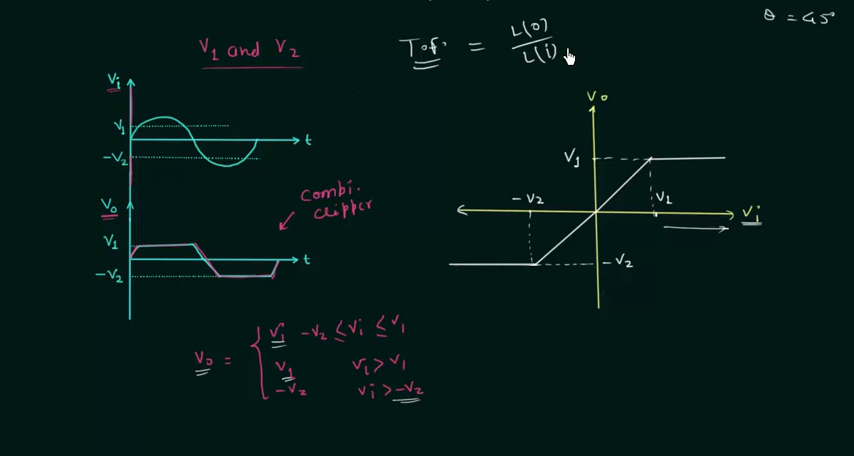 θ = 45°
V1 and V2
T.of. = L(o)/L(i)
Vi
V1
-V2
t
Vo
V1
-V2
t
combi.
clipper
Vo
V1
-V2
V1
Vi
-V2
Vo = { Vi -V2 ≤ Vi ≤ V1
V1 Vi > V1
-V2 Vi > -V2